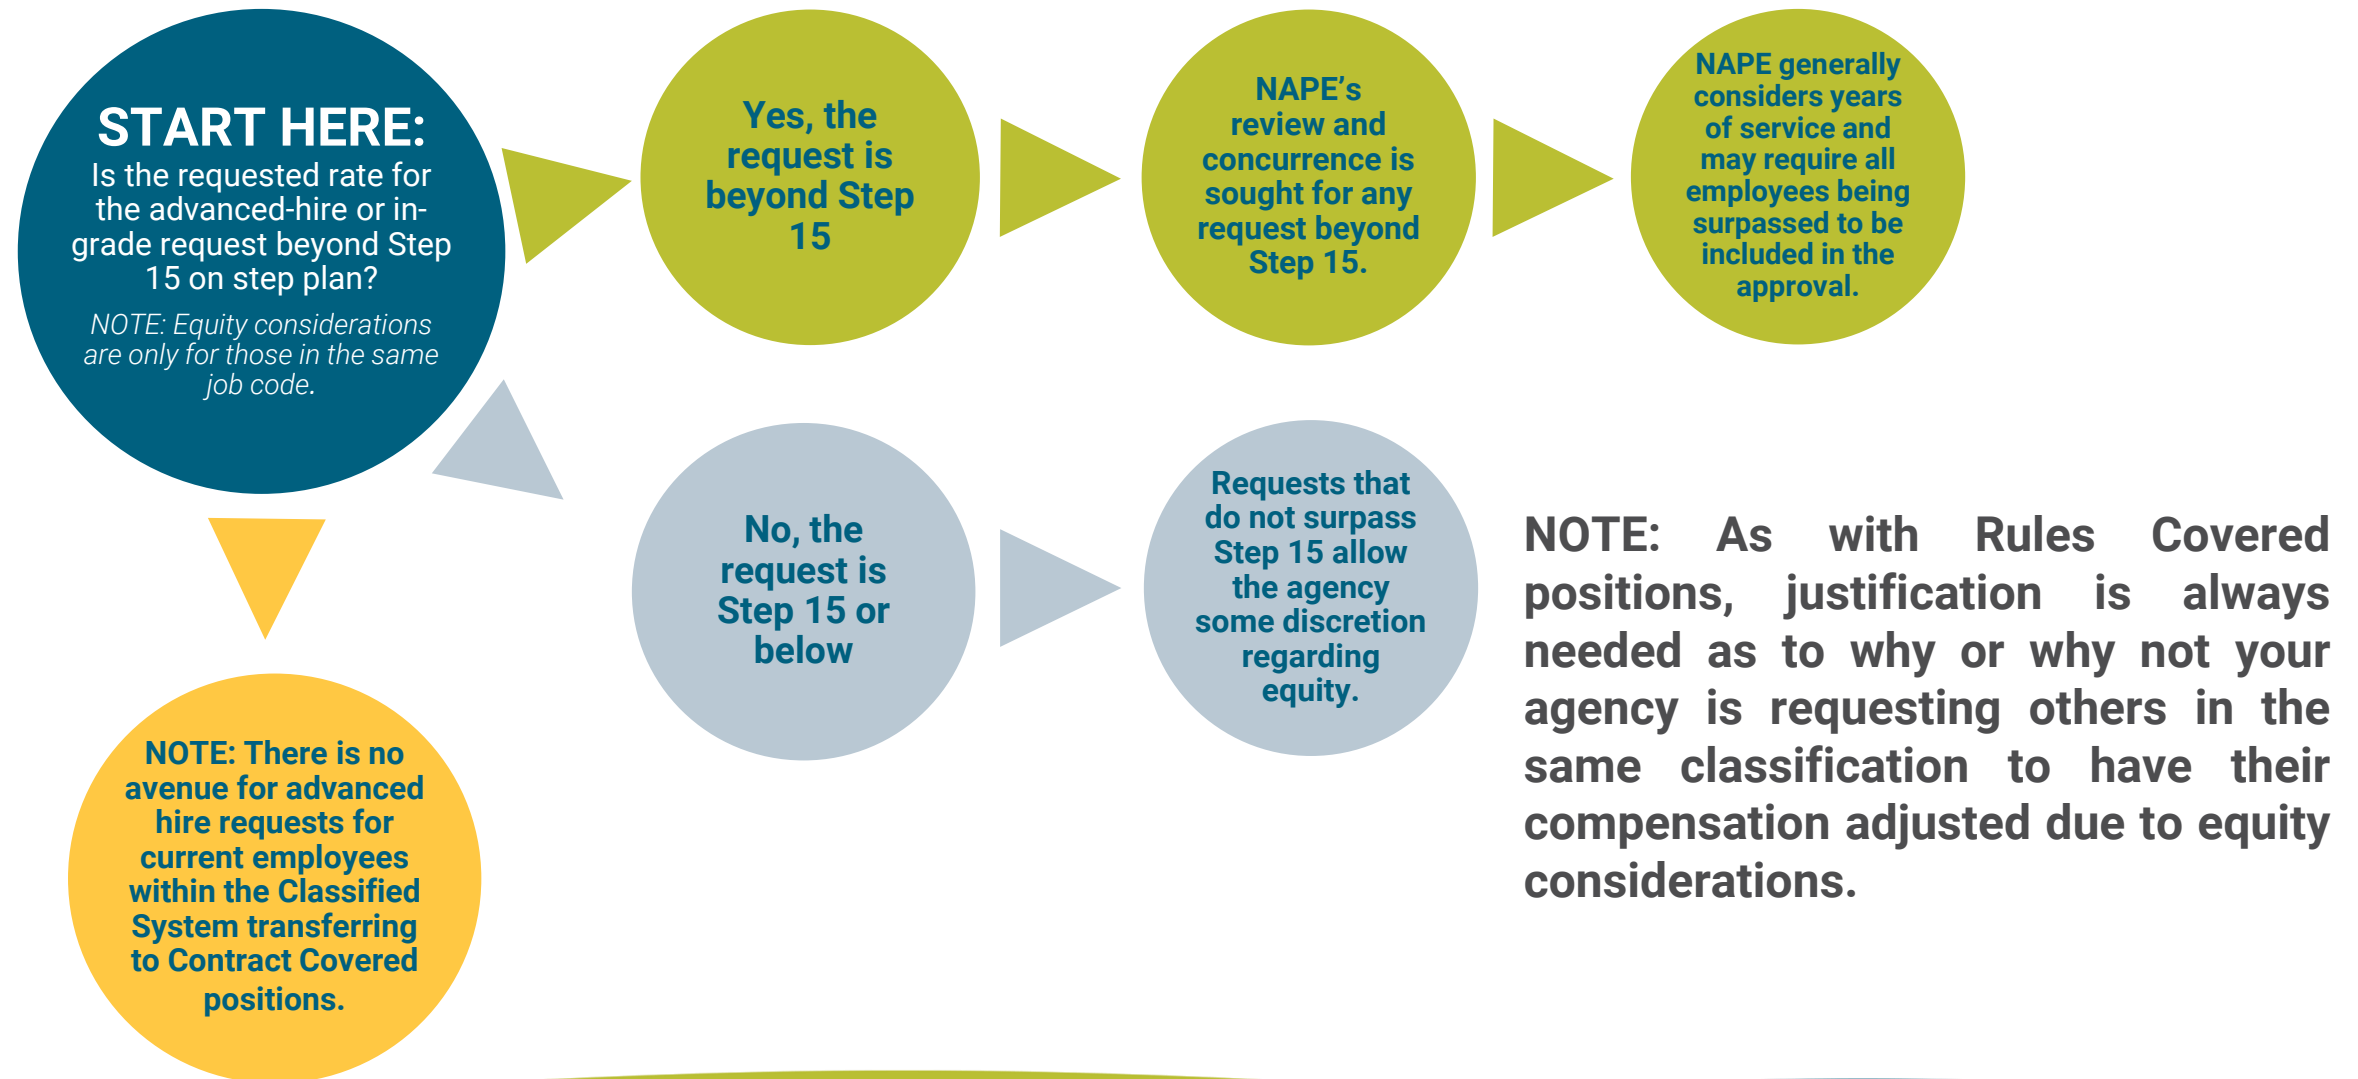 START HERE:
Is the requested rate for
the advanced-hire or in-
grade request beyond Step
15 on step plan?
NOTE: Equity considerations
are only for those in the same
job code.
Yes, the
request is
beyond Step
15
NAPE’s
review and
concurrence is
sought for any
request beyond
Step 15.
NAPE generally
considers years
of service and
may require all
employees being
surpassed to be
included in the
approval.
No, the
request is
Step 15 or
below
Requests that
do not surpass
Step 15 allow
the agency
some discretion
regarding
equity.
NOTE: As with Rules Covered
positions, justification is always
needed as to why or why not your
agency is requesting others in the
same classification to have their
compensation adjusted due to equity
considerations.
NOTE: There is no
avenue for advanced
hire requests for
current employees
within the Classified
System transferring
to Contract Covered
positions.